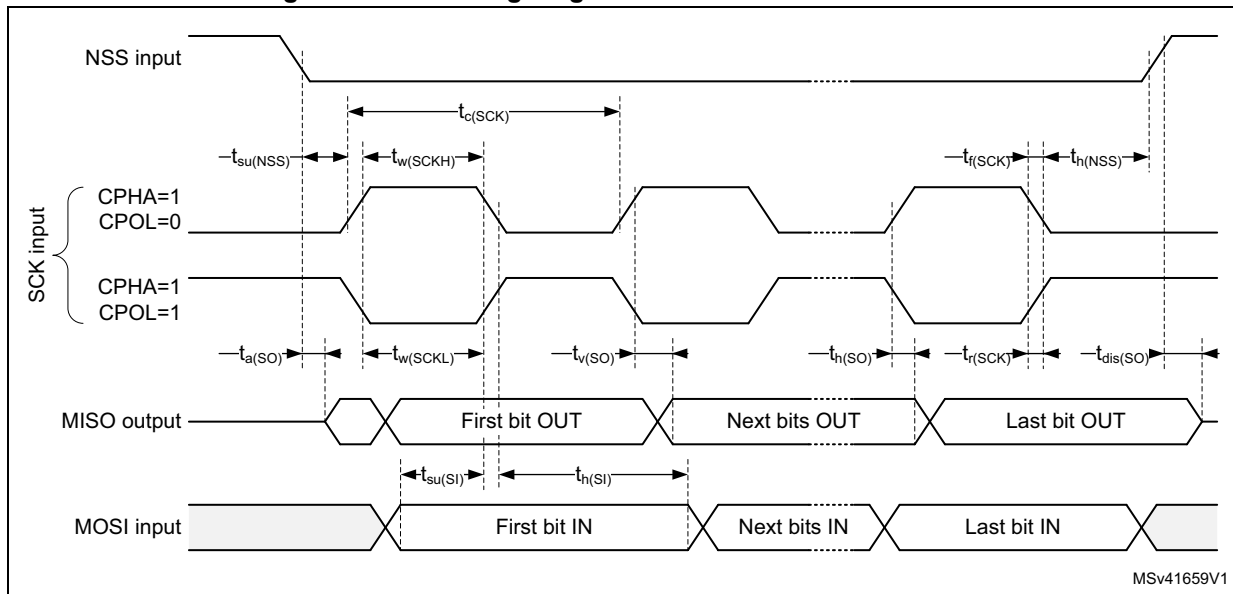 NSS input
tc(SCK)
tsu(NSS)
tw(SCKH)
tf(SCK)
th(NSS)
SCK input
CPHA=1
CPOL=0
CPHA=1
CPOL=1
ta(SO)
tw(SCKL)
tv(SO)
th(SO)
tr(SCK)
tdis(SO)
MISO output
First bit OUT
Next bits OUT
Last bit OUT
tsu(SI)
th(SI)
MOSI input
First bit IN
Next bits IN
Last bit IN
MSv41659V1